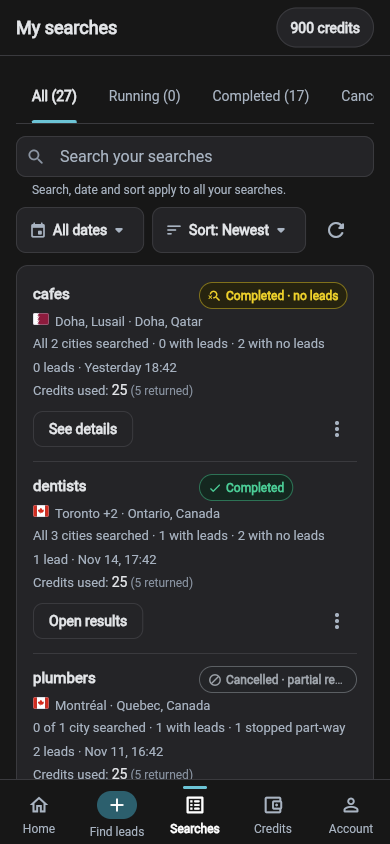 My searches
900 credits
All (27)
Running (0)
Completed (17)
Canc
Search your searches
Search, date and sort apply to all your searches.
All dates
Sort: Newest
cafes
Completed · no leads
Doha, Lusail · Doha, Qatar
All 2 cities searched · 0 with leads · 2 with no leads
0 leads · Yesterday 18:42
Credits used: 25 (5 returned)
See details
dentists
Completed
Toronto +2 · Ontario, Canada
All 3 cities searched · 1 with leads · 2 with no leads
1 lead · Nov 14, 17:42
Credits used: 25 (5 returned)
Open results
plumbers
Cancelled · partial re...
Montréal · Quebec, Canada
0 of 1 city searched · 1 with leads · 1 stopped part-way
2 leads · Nov 11, 16:42
Credits used: 25 (5 returned)
Home
Find leads
Searches
Credits
Account